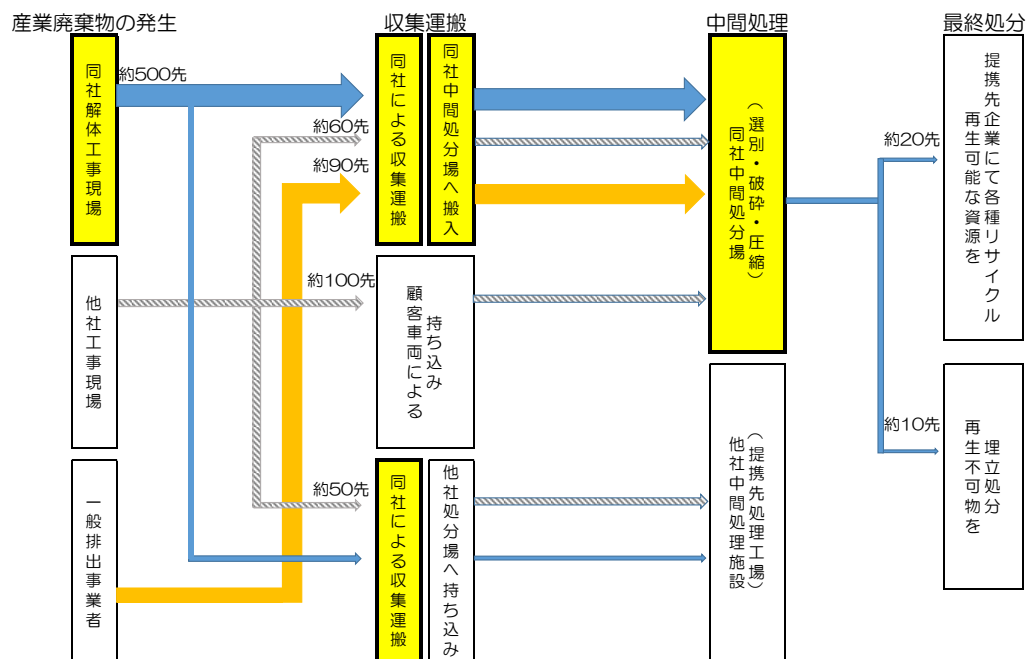 産業廃棄物の発生
収集運搬
中間処理
最終処分
同社解体工事現場
約500先
同社による収集運搬
同社中間処分場へ搬入
約60先
約90先
(選別・破砕・圧縮)
同社中間処分場
約20先
提携先企業にて各種リサイクル
再生可能な資源を
他社工事現場
約100先
持ち込み
顧客車両による
一般排出事業者
約50先
同社による収集運搬
他社処分場へ持ち込み
(提携先処理工場)
他社中間処理施設
約10先
埋立処分
再生不可物を